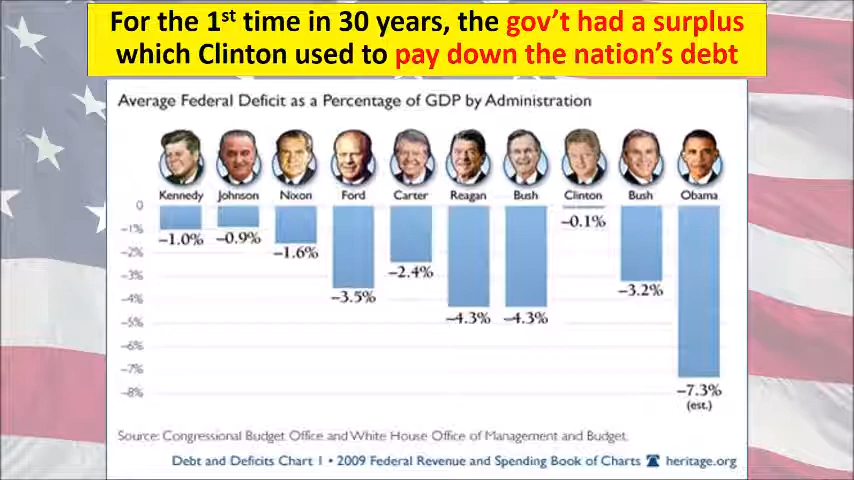 For the 1st time in 30 years, the gov't had a surplus
which Clinton used to pay down the nation's debt
Average Federal Deficit as a Percentage of GDP by Administration
Kennedy Johnson Nixon Ford Carter Reagan Bush Clinton Bush Obama
0
–1%
–2%
–3%
–4%
–5%
–6%
–7%
–8%
–1.0%
–0.9%
–1.6%
–3.5%
–2.4%
–4.3%
–4.3%
–0.1%
–3.2%
–7.3%
(est.)
Source: Congressional Budget Office and White House Office of Management and Budget.
Debt and Deficits Chart 1 • 2009 Federal Revenue and Spending Book of Charts heritage.org